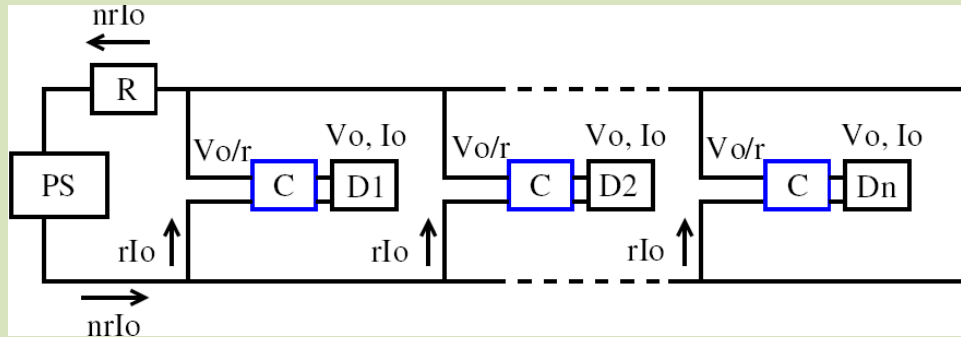 nrIo
R
Vo/r
Vo, Io
Vo/r
Vo, Io
Vo/r
Vo, Io
PS
C
D1
C
D2
C
Dn
rIo
rIo
rIo
nrIo